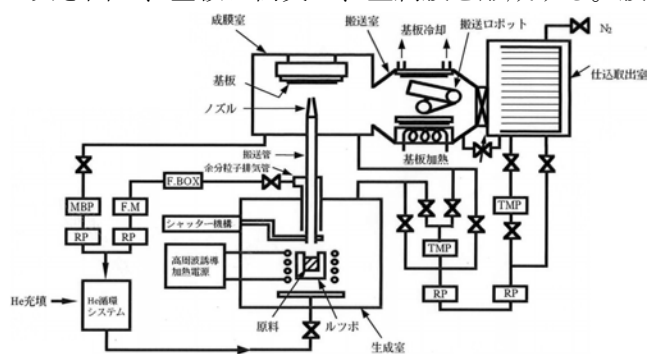 成膜室
搬送室
基板冷却
搬送ロボット
N₂
仕込取出室
基板
ノズル
基板加熱
搬送管
余分粒子排気管
F.BOX
MBP
F.M
シャッター機構
TMP
RP
RP
高周波誘導
加熱電源
TMP
RP
RP
He充填
He循環
システム
原料
ルツボ
生成室